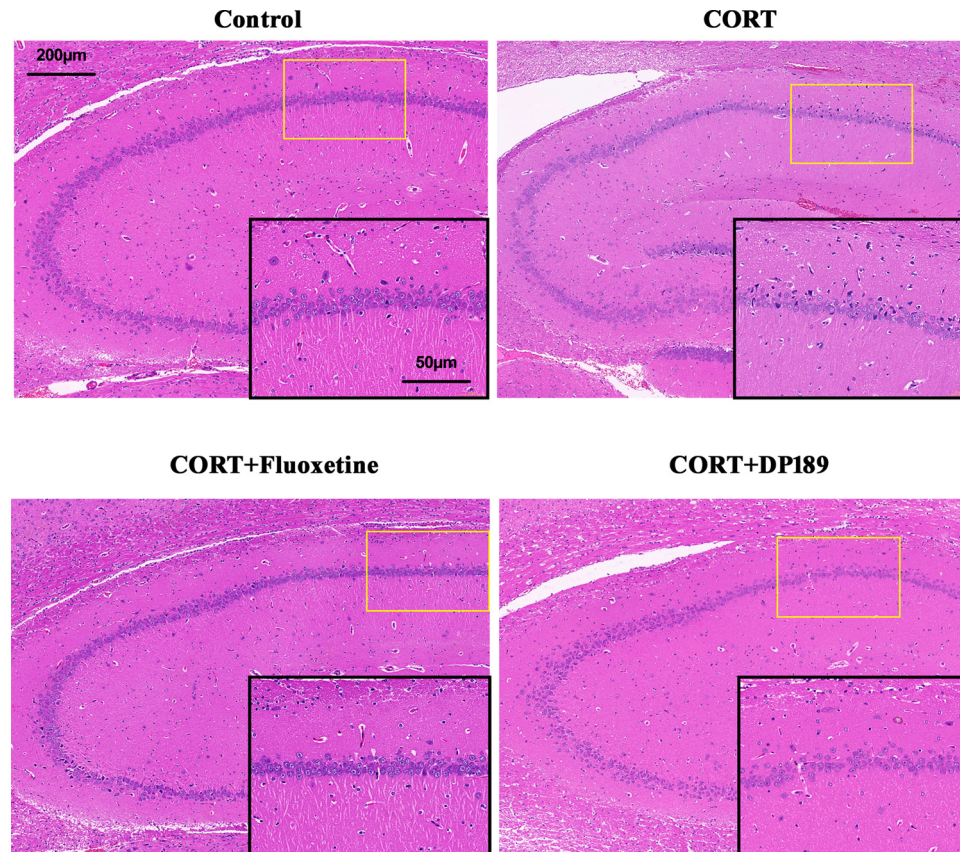 Control
CORT
200μm
50μm
CORT+Fluoxetine
CORT+DP189